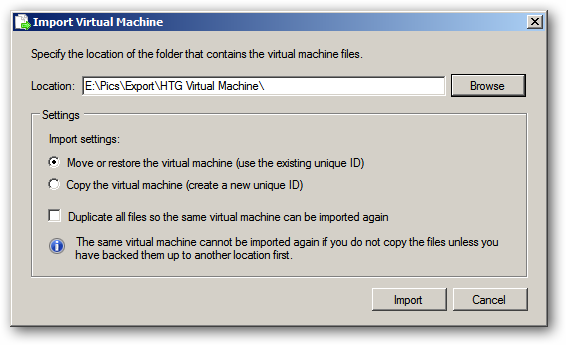 Import Virtual Machine
Specify the location of the folder that contains the virtual machine files.
Location: E:\Pics\Export\HTG Virtual Machine\ Browse
Settings
Import settings:
Move or restore the virtual machine (use the existing unique ID)
Copy the virtual machine (create a new unique ID)
Duplicate all files so the same virtual machine can be imported again
The same virtual machine cannot be imported again if you do not copy the files unless you
have backed them up to another location first.
Import Cancel